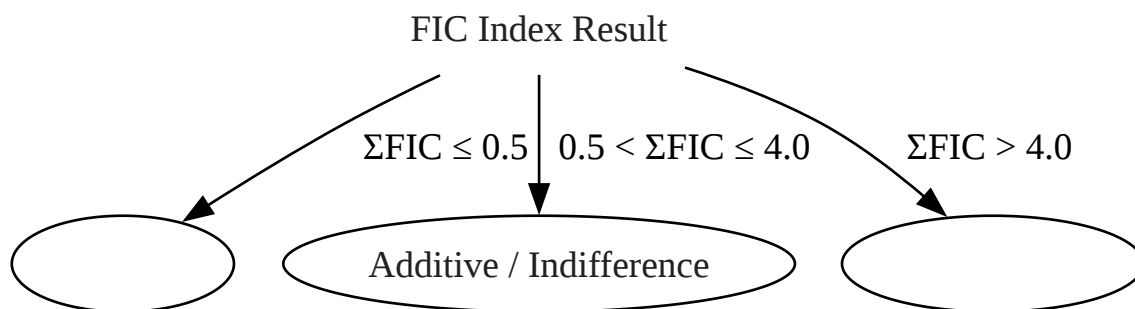 FIC Index Result
ΣFIC ≤ 0.5
0.5 < ΣFIC ≤ 4.0
ΣFIC > 4.0
Additive / Indifference